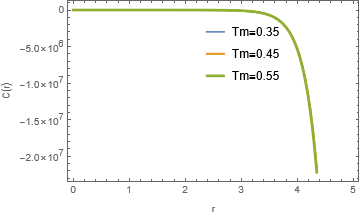 0
Tm=0.35
Tm=0.45
Tm=0.55
-5.0×10⁶
-1.0×10⁷
-1.5×10⁷
-2.0×10⁷
C(r)
0 1 2 3 4 5
r